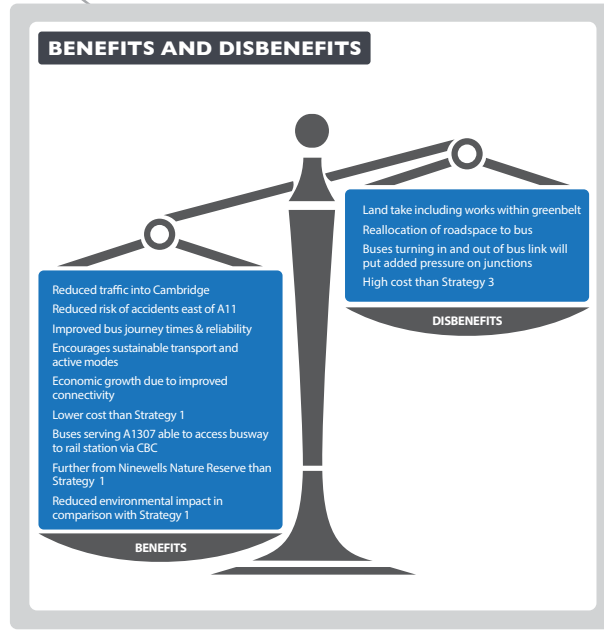 BENEFITS AND DISBENEFITS
Land take including works within greenbelt
Reallocation of roadspace to bus
Buses turning in and out of bus link will
put added pressure on junctions
High cost than Strategy 3
DISBENEFITS
Reduced traffic into Cambridge
Reduced risk of accidents east of A11
Improved bus journey times & reliability
Encourages sustainable transport and
active modes
Economic growth due to improved
connectivity
Lower cost than Strategy 1
Buses serving A1307 able to access busway
to rail station via CBC
Further from Ninewells Nature Reserve than
Strategy 1
Reduced environmental impact in
comparison with Strategy 1
BENEFITS